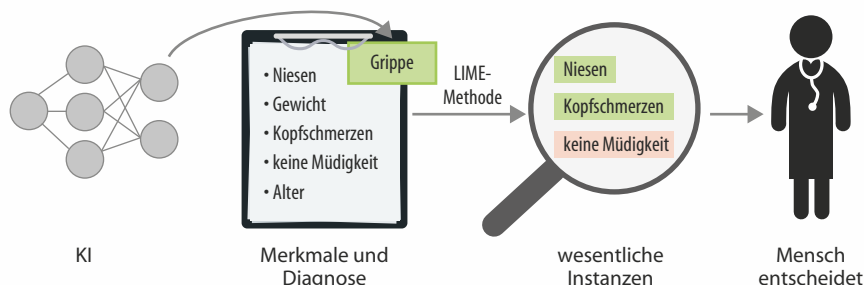 Grippe
• Niesen
• Gewicht
• Kopfschmerzen
• keine Müdigkeit
• Alter
LIME-
Methode
Niesen
Kopfschmerzen
keine Müdigkeit
KI
Merkmale und
Diagnose
wesentliche
Instanzen
Mensch
entscheidet